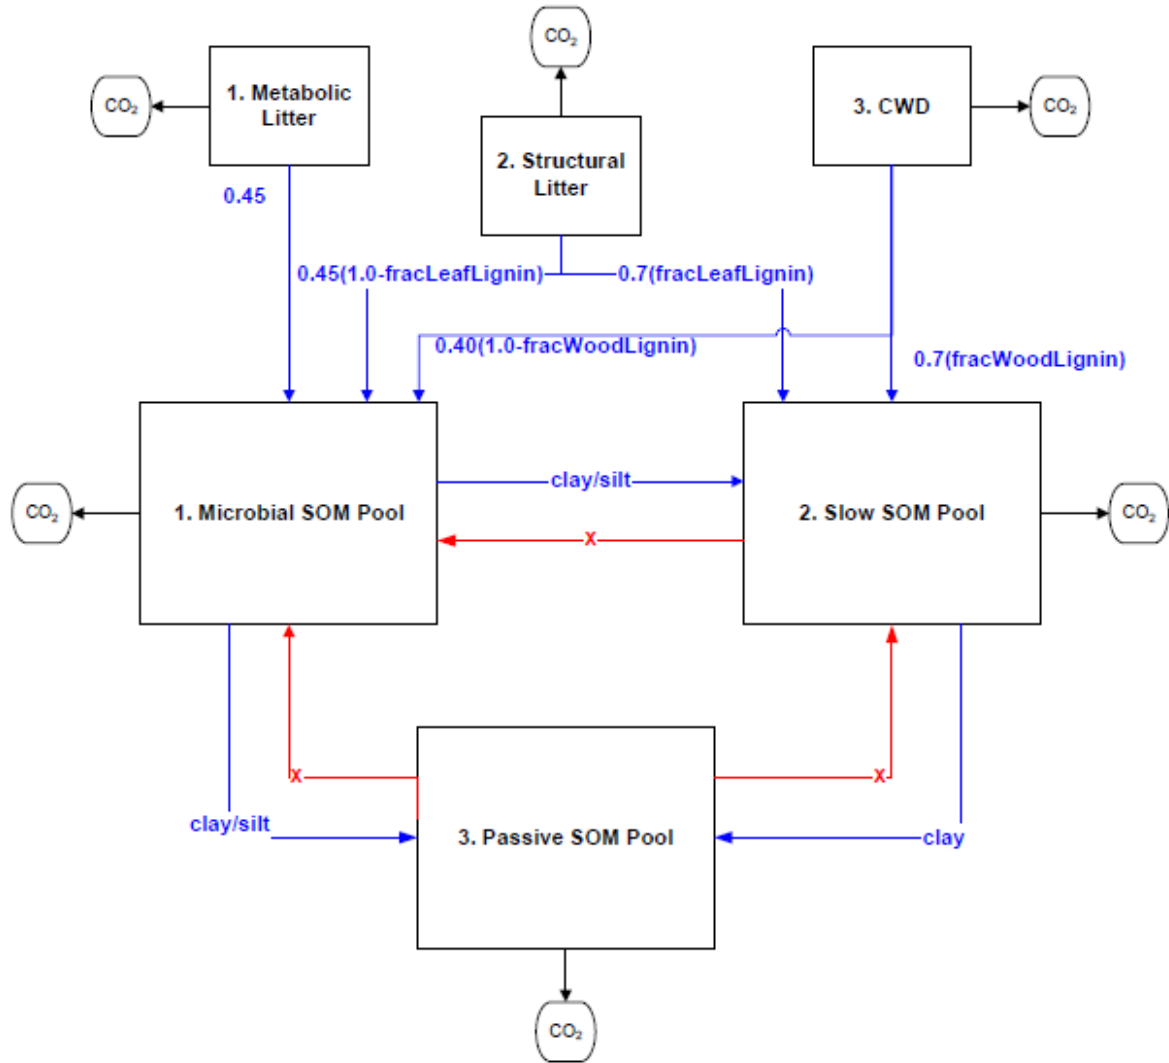 CO₂
1. Metabolic
Litter
CO₂
2. Structural
Litter
CO₂
3. CWD
CO₂
0.45
0.45(1.0-fracLeafLignin)
0.7(fracLeafLignin)
0.40(1.0-fracWoodLignin)
0.7(fracWoodLignin)
clay/silt
CO₂
1. Microbial SOM Pool
2. Slow SOM Pool
CO₂
X
X
X
clay/silt
3. Passive SOM Pool
clay
CO₂